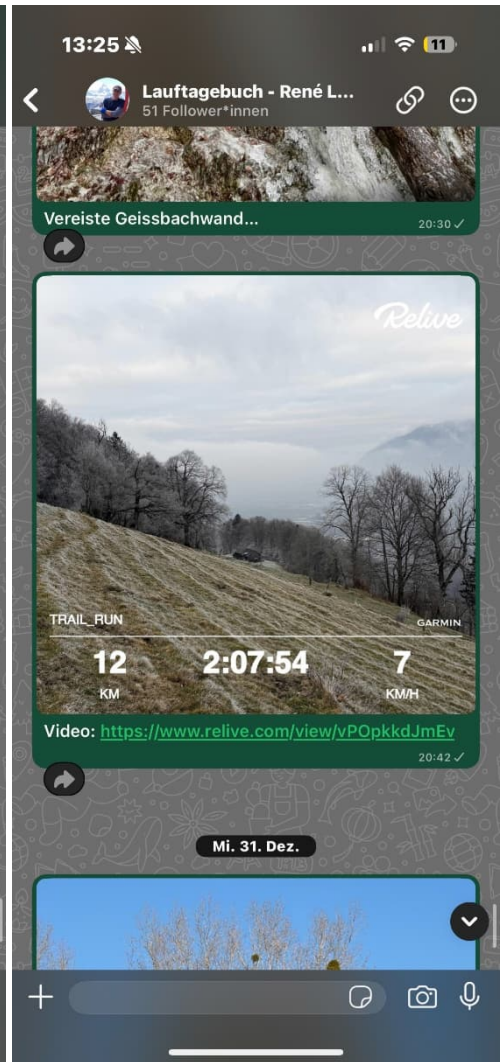 13:25
11
Lauftagebuch - René L...
51 Follower*innen
Vereiste Geissbachwand...
20:30
Relive
TRAIL_RUN
GARMIN
12 2:07:54 7
KM KM/H
Video: https://www.relive.com/view/vPOpkkdJmEv
20:42
Mi. 31. Dez.